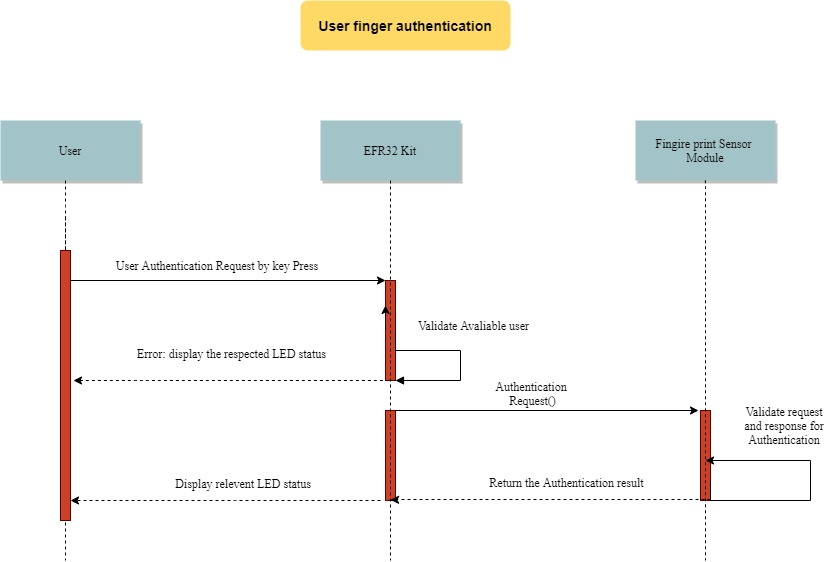 User finger authentication
User
EFR32 Kit
Fingire print Sensor
Module
User Authentication Request by key Press
Validate Avaliable user
Error: display the respected LED status
Authentication
Request()
Validate request
and response for
Authentication
Display relevent LED status
Return the Authentication result